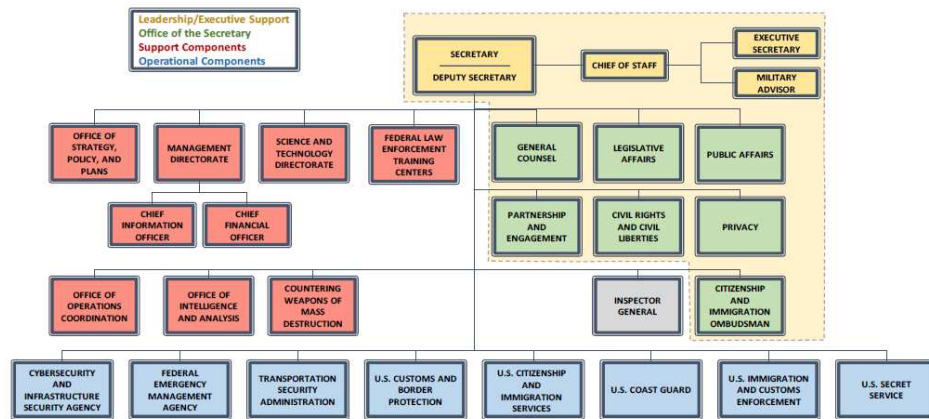 Leadership/Executive Support
Office of the Secretary
Support Components
Operational Components
SECRETARY
DEPUTY SECRETARY
CHIEF OF STAFF
EXECUTIVE
SECRETARY
MILITARY
ADVISOR
OFFICE OF
STRATEGY,
POLICY, AND
PLANS
MANAGEMENT
DIRECTORATE
SCIENCE AND
TECHNOLOGY
DIRECTORATE
FEDERAL LAW
ENFORCEMENT
TRAINING
CENTERS
GENERAL
COUNSEL
LEGISLATIVE
AFFAIRS
PUBLIC AFFAIRS
CHIEF
INFORMATION
OFFICER
CHIEF
FINANCIAL
OFFICER
PARTNERSHIP
AND
ENGAGEMENT
CIVIL RIGHTS
AND CIVIL
LIBERTIES
PRIVACY
OFFICE OF
OPERATIONS
COORDINATION
OFFICE OF
INTELLIGENCE
AND ANALYSIS
COUNTERING
WEAPONS OF
MASS
DESTRUCTION
INSPECTOR
GENERAL
CITIZENSHIP
AND
IMMIGRATION
OMBUDSMAN
CYBERSECURITY
AND
INFRASTRUCTURE
SECURITY AGENCY
FEDERAL
EMERGENCY
MANAGEMENT
AGENCY
TRANSPORTATION
SECURITY
ADMINISTRATION
U.S. CUSTOMS AND
BORDER
PROTECTION
U.S. CITIZENSHIP
AND
IMMIGRATION
SERVICES
U.S. COAST GUARD
U.S. IMMIGRATION
AND CUSTOMS
ENFORCEMENT
U.S. SECRET
SERVICE